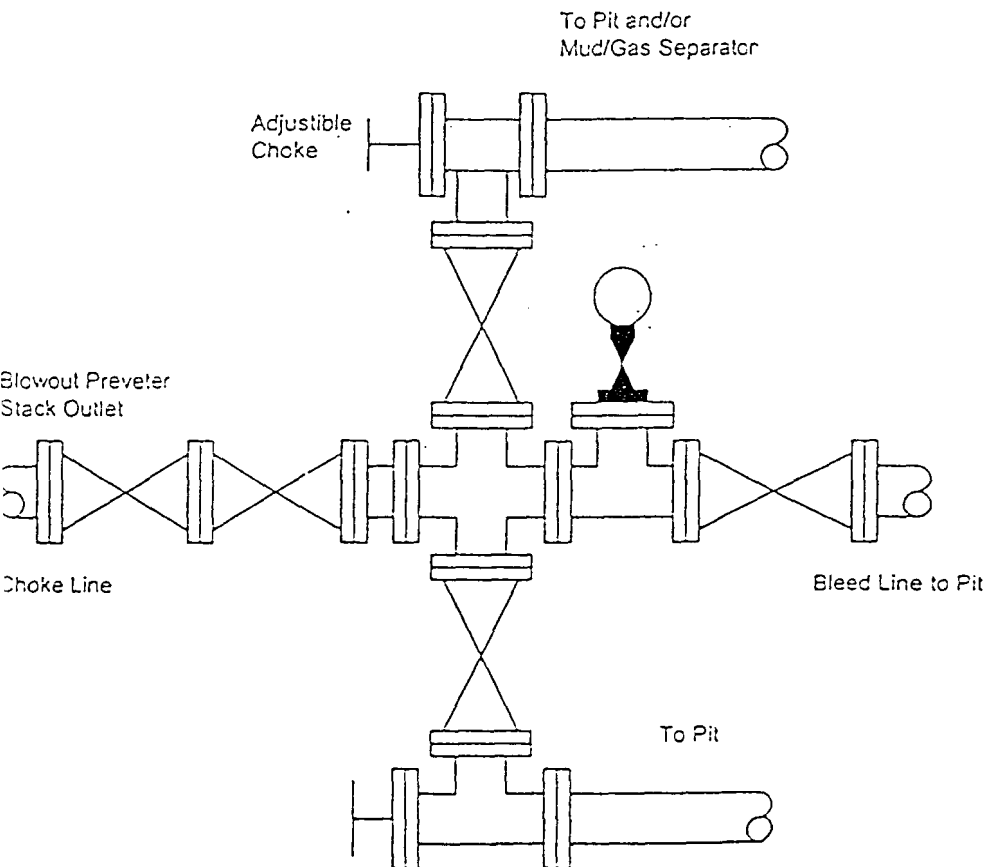 To Pit and/or
Mud/Gas Separator
Adjustible
Choke
Blowout Preveter
Stack Outlet
Choke Line
Bleed Line to Pit
To Pit